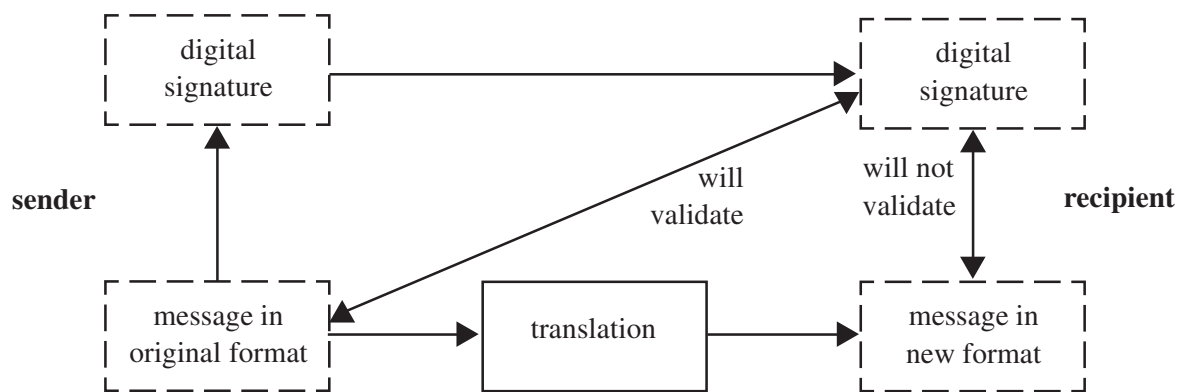 digital
signature
digital
signature
sender
will
validate
will not
validate
recipient
message in
original format
translation
message in
new format